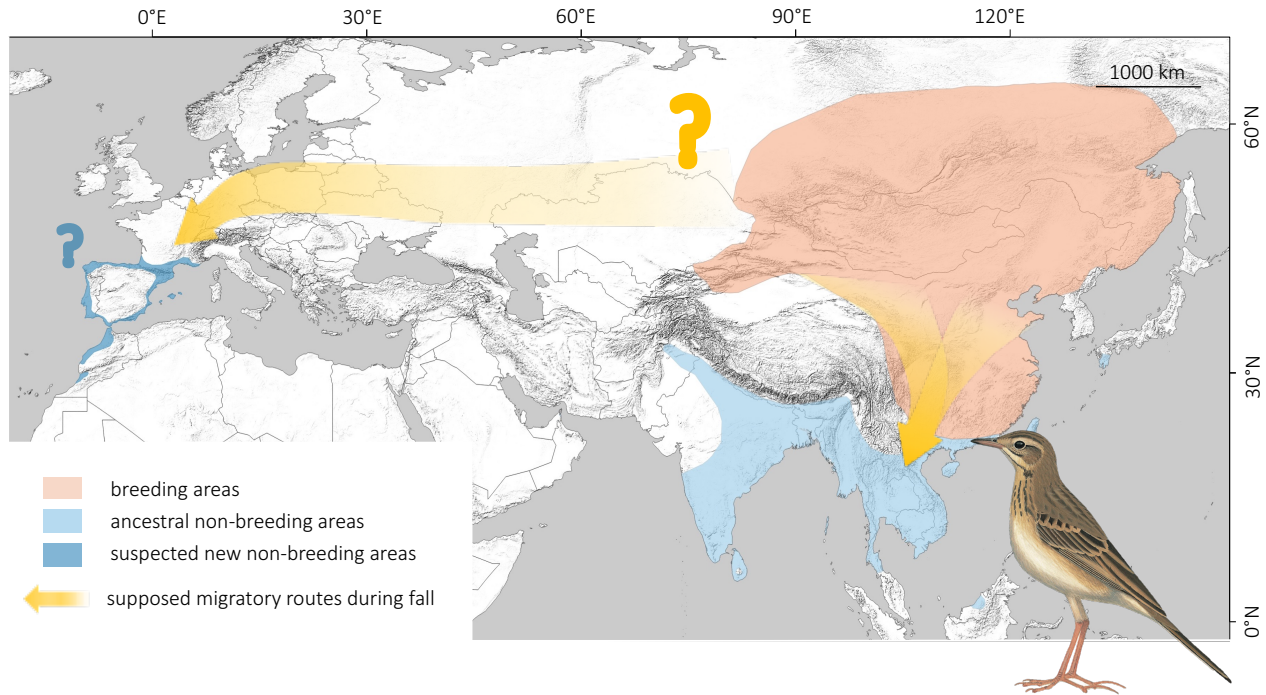 0°E 30°E 60°E 90°E 120°E
1000 km
?
60°N
?
30°N
breeding areas
ancestral non-breeding areas
suspected new non-breeding areas
supposed migratory routes during fall
0°N